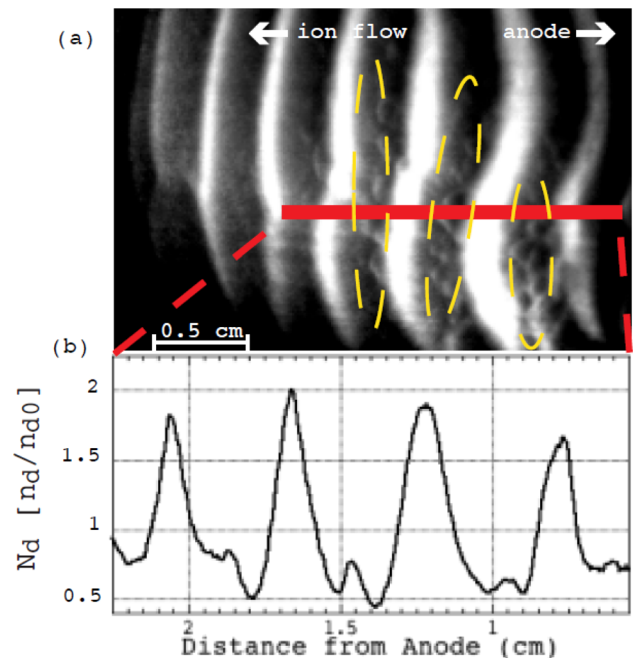 (a)
ion flow
anode
0.5 cm
(b)
2
1.5
1
0.5
Nd [nd/nd0]
2
1.5
1
Distance from Anode (cm)